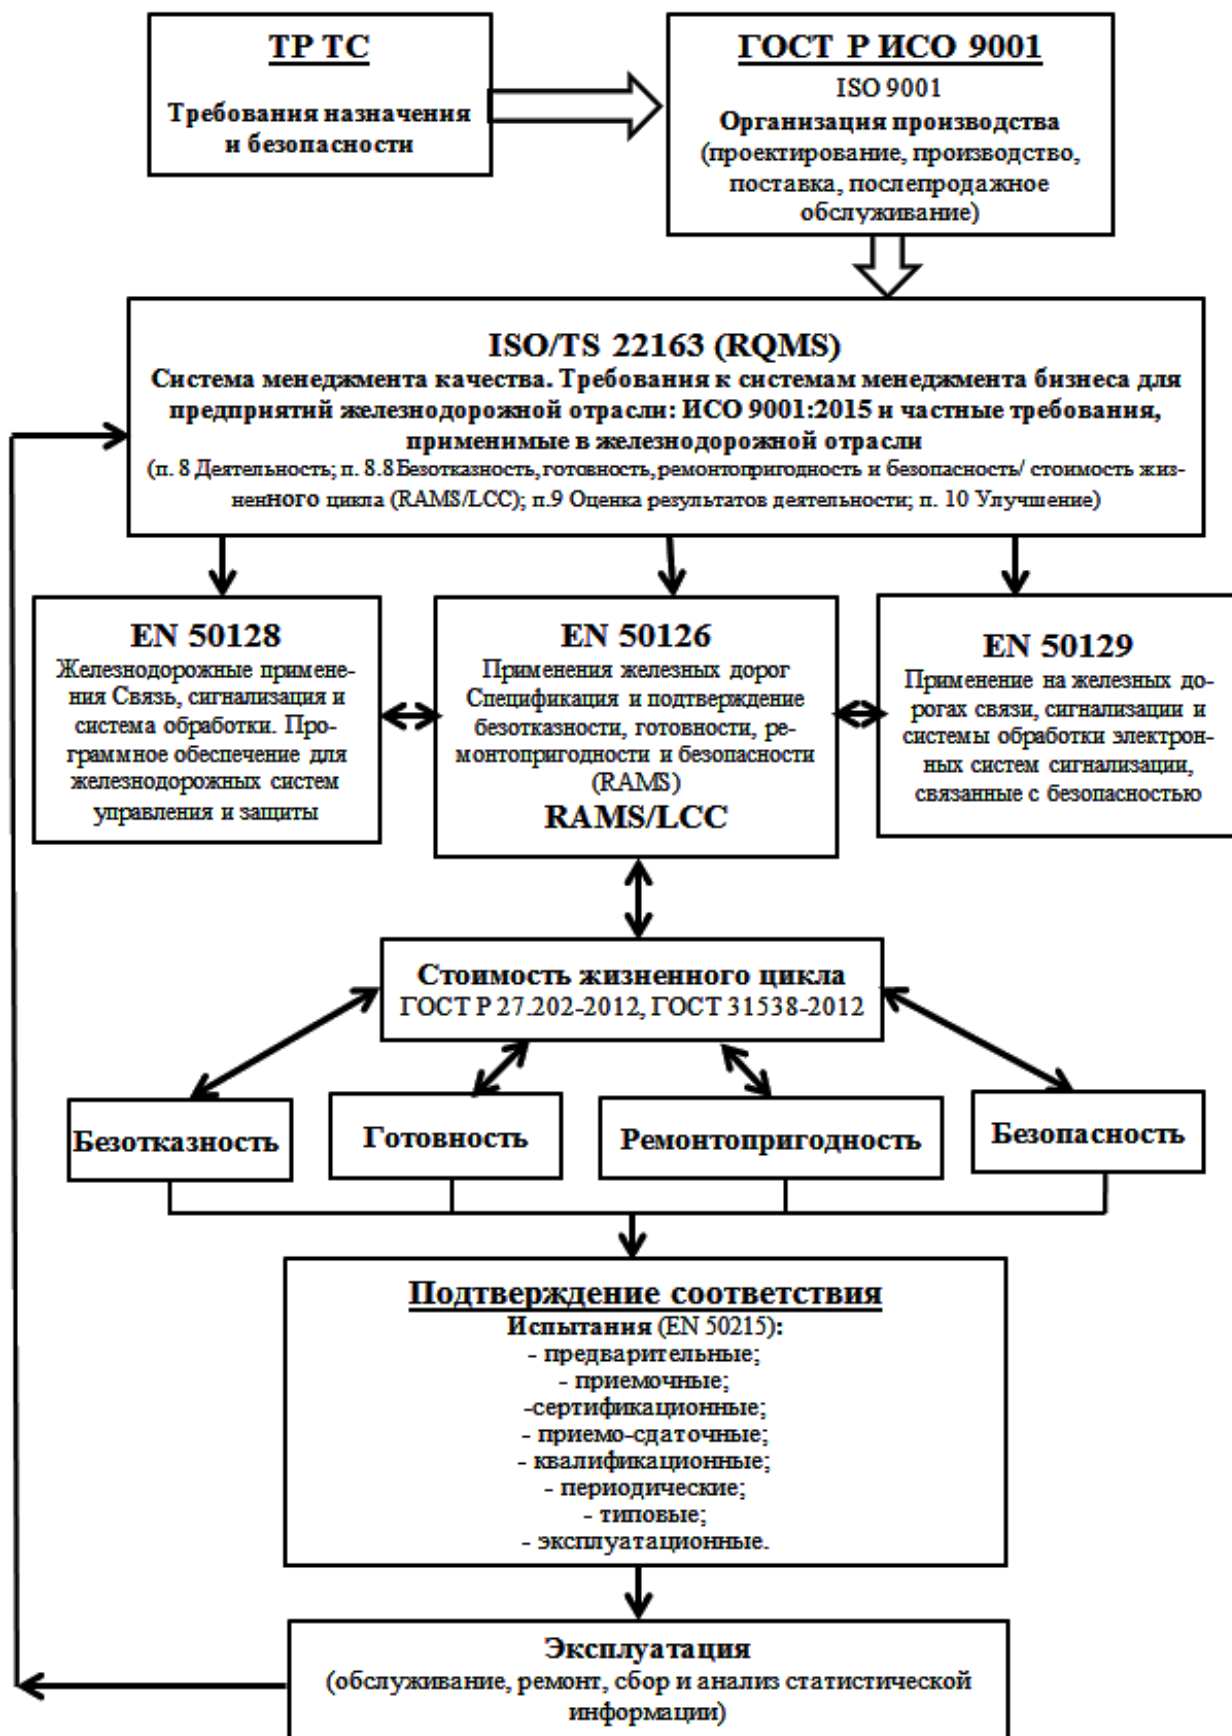 ТР ТС
Требования назначения
и безопасности
ГОСТ Р ИСО 9001
ISO 9001
Организация производства
(проектирование, производство,
поставка, послепродажное
обслуживание)
ISO/TS 22163 (RQMS)
Система менеджмента качества. Требования к системам менеджмента бизнеса для
предприятий железнодорожной отрасли: ИСО 9001:2015 и частные требования,
применимые в железнодорожной отрасли
(п. 8 Деятельность; п. 8.8 Безотказность, готовность, ремонтопригодность и безопасность/ стоимость жиз-
ненного цикла (RAMS/LCC); п.9 Оценка результатов деятельности; п. 10 Улучшение)
EN 50128
Железнодорожные примене-
ния Связь, сигнализация и
система обработки. Про-
граммное обеспечение для
железнодорожных систем
управления и защиты
EN 50126
Применения железных дорог
Спецификация и подтверждение
безотказности, готовности, ре-
монтопригодности и безопасности
(RAMS)
RAMS/LCC
EN 50129
Применение на железных до-
рогах связи, сигнализации и
системы обработки электрон-
ных систем сигнализации,
связанные с безопасностью
Стоимость жизненного цикла
ГОСТ Р 27.202-2012, ГОСТ 31538-2012
Безотказность
Готовность
Ремонтопригодность
Безопасность
Подтверждение соответствия
Испытания (EN 50215):
- предварительные;
- приемочные;
-сертификационные;
- приемо-сдаточные;
- квалификационные;
- периодические;
- типовые;
- эксплуатационные.
Эксплуатация
(обслуживание, ремонт, сбор и анализ статистической
информации)